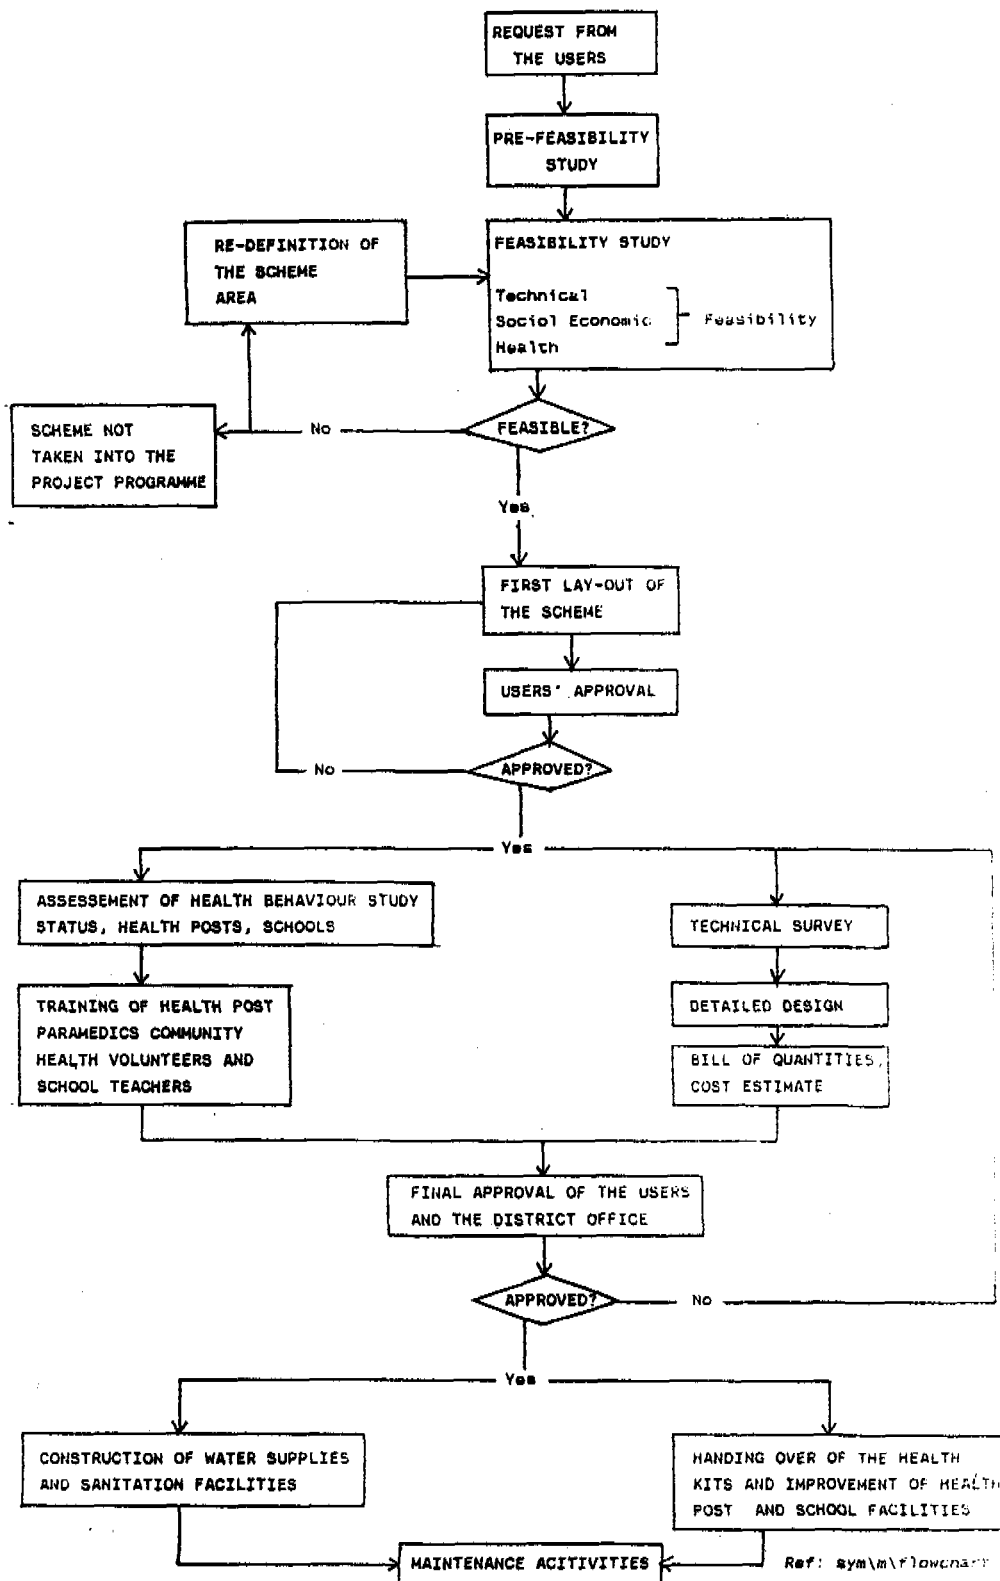 REQUEST FROM
THE USERS
PRE-FEASIBILITY
STUDY
RE-DEFINITION OF
THE SCHEME
AREA
FEASIBILITY STUDY
Technical
Sociol Economic
Health
Feasibility
SCHEME NOT
TAKEN INTO THE
PROJECT PROGRAMME
No
FEASIBLE?
Yes
FIRST LAY-OUT OF
THE SCHEME
USERS' APPROVAL
No
APPROVED?
Yes
ASSESSEMENT OF HEALTH BEHAVIOUR STUDY
STATUS, HEALTH POSTS, SCHOOLS
TRAINING OF HEALTH POST
PARAMEDICS COMMUNITY
HEALTH VOLUNTEERS AND
SCHOOL TEACHERS
TECHNICAL SURVEY
DETAILED DESIGN
BILL OF QUANTITIES,
COST ESTIMATE
FINAL APPROVAL OF THE USERS
AND THE DISTRICT OFFICE
APPROVED?
No
Yes
CONSTRUCTION OF WATER SUPPLIES
AND SANITATION FACILITIES
HANDING OVER OF THE HEALTH
KITS AND IMPROVEMENT OF HEALTH
POST AND SCHOOL FACILITIES
MAINTENANCE ACITIVITIES
Ref: sym\m\flowchart